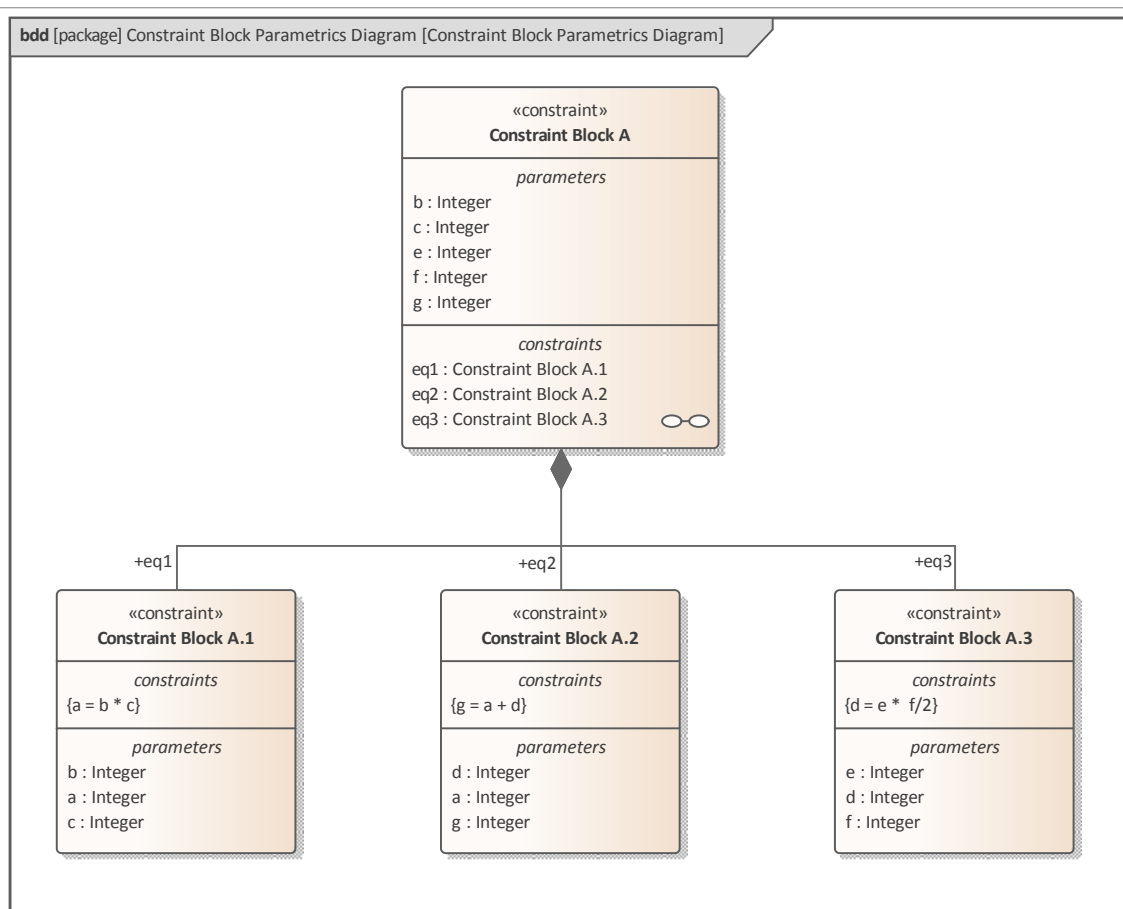 bdd [package] Constraint Block Parametrics Diagram [Constraint Block Parametrics Diagram]
«constraint»
Constraint Block A
parameters
b : Integer
c : Integer
e : Integer
f : Integer
g : Integer
constraints
eq1 : Constraint Block A.1
eq2 : Constraint Block A.2
eq3 : Constraint Block A.3
+eq1
+eq2
+eq3
«constraint»
Constraint Block A.1
constraints
{a = b * c}
parameters
b : Integer
a : Integer
c : Integer
«constraint»
Constraint Block A.2
constraints
{g = a + d}
parameters
d : Integer
a : Integer
g : Integer
«constraint»
Constraint Block A.3
constraints
{d = e *  f/2}
parameters
e : Integer
d : Integer
f : Integer